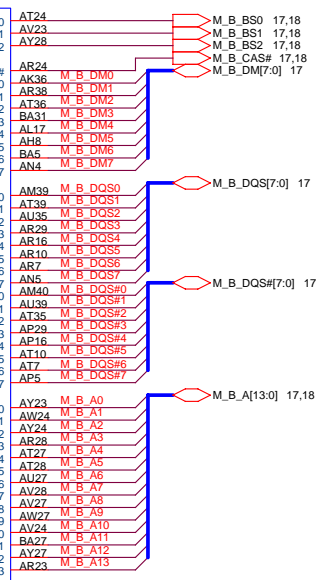 AT24 M_B_BS0 17,18
AV23 M_B_BS1 17,18
AY28 M_B_BS2 17,18
AR24 M_B_CAS# 17,18
AK36 M_B_DM0 M_B_DM[7:0] 17
AR38 M_B_DM1
AT36 M_B_DM2
BA31 M_B_DM3
AL17 M_B_DM4
AH8 M_B_DM5
BA5 M_B_DM6
AN4 M_B_DM7
AM39 M_B_DQS0 M_B_DQS[7:0] 17
AT39 M_B_DQS1
AU35 M_B_DQS2
AR29 M_B_DQS3
AR16 M_B_DQS4
AR10 M_B_DQS5
AR7 M_B_DQS6
AN5 M_B_DQS7
AM40 M_B_DQS#0 M_B_DQS#[7:0] 17
AU39 M_B_DQS#1
AT35 M_B_DQS#2
AP29 M_B_DQS#3
AP16 M_B_DQS#4
AT10 M_B_DQS#5
AT7 M_B_DQS#6
AP5 M_B_DQS#7
AY23 M_B_A0 M_B_A[13:0] 17,18
AW24 M_B_A1
AY24 M_B_A2
AR28 M_B_A3
AT27 M_B_A4
AT28 M_B_A5
AU27 M_B_A6
AV28 M_B_A7
AV27 M_B_A8
AW27 M_B_A9
AV24 M_B_A10
BA27 M_B_A11
AY27 M_B_A12
AR23 M_B_A13